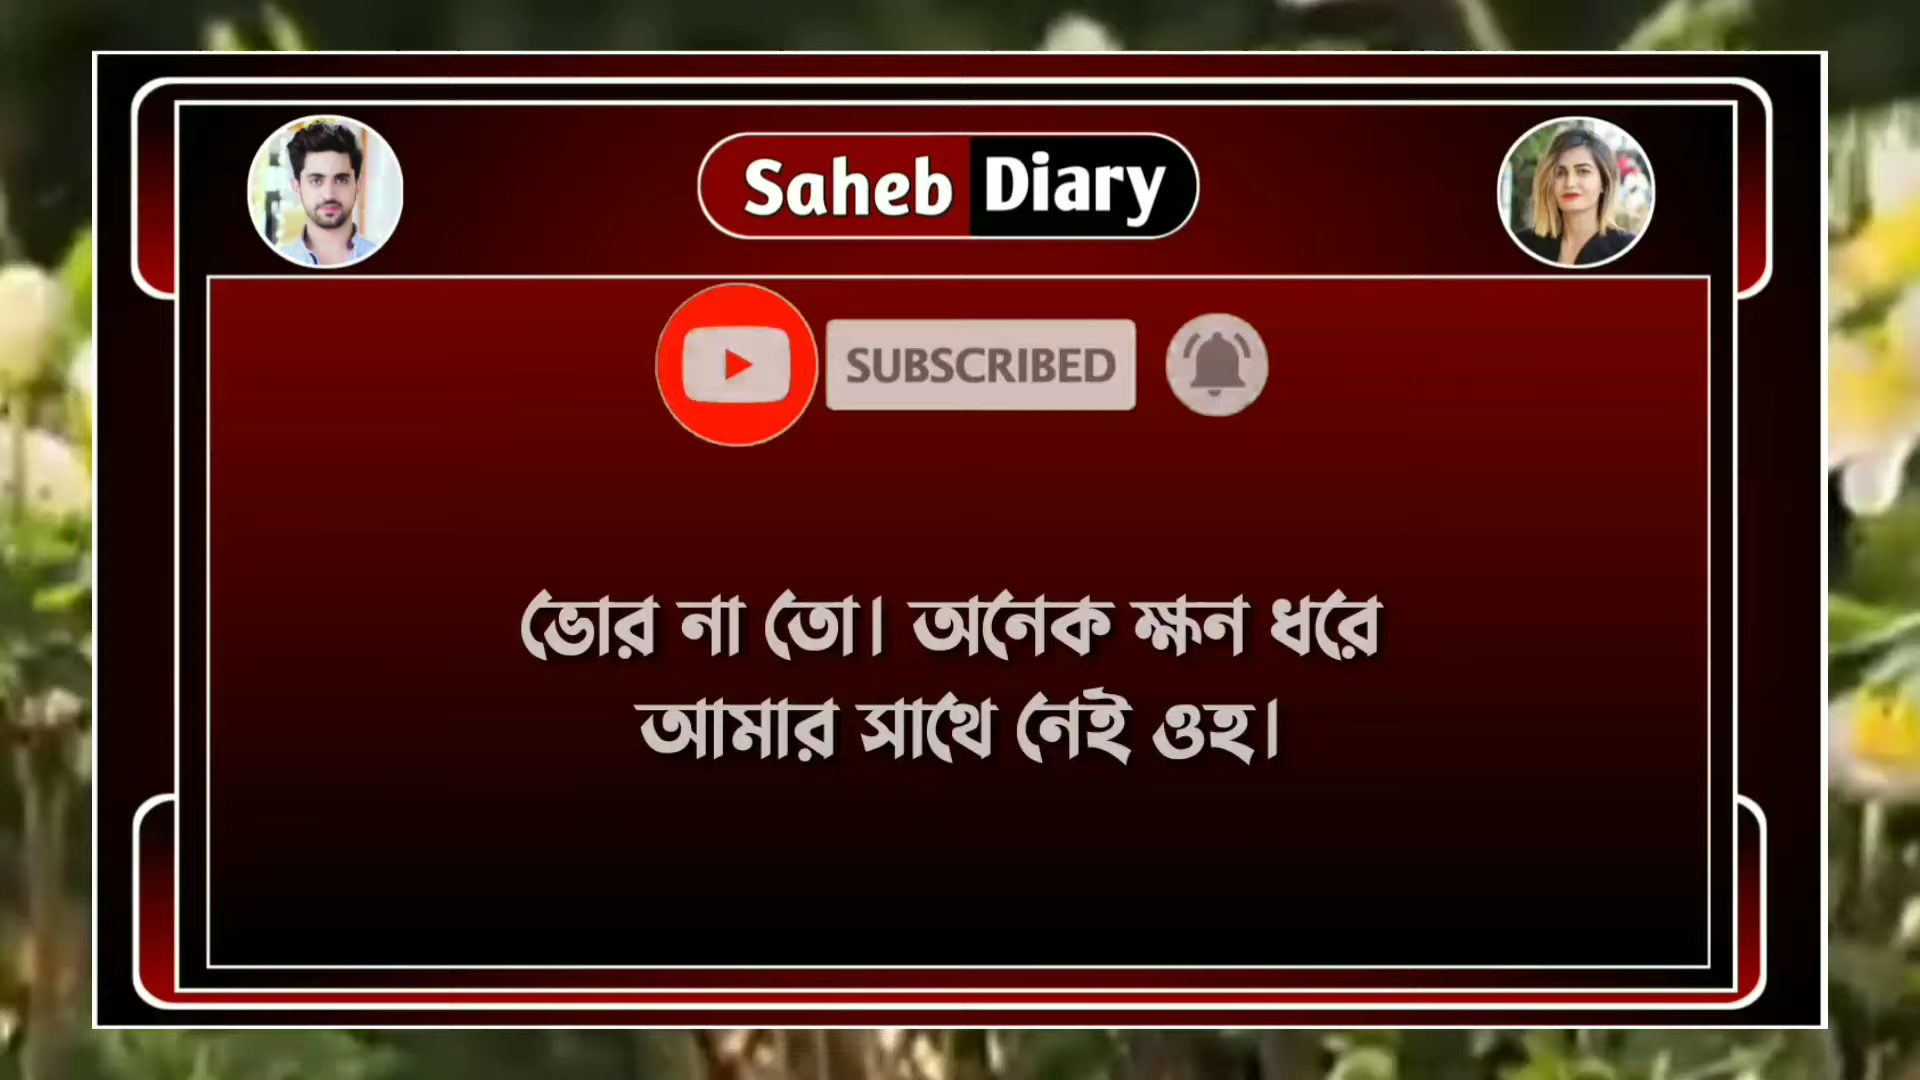 Saheb Diary
SUBSCRIBED
ভোর না তো। অনেক ক্ষন ধরে
আমার সাথে নেই ওহ।